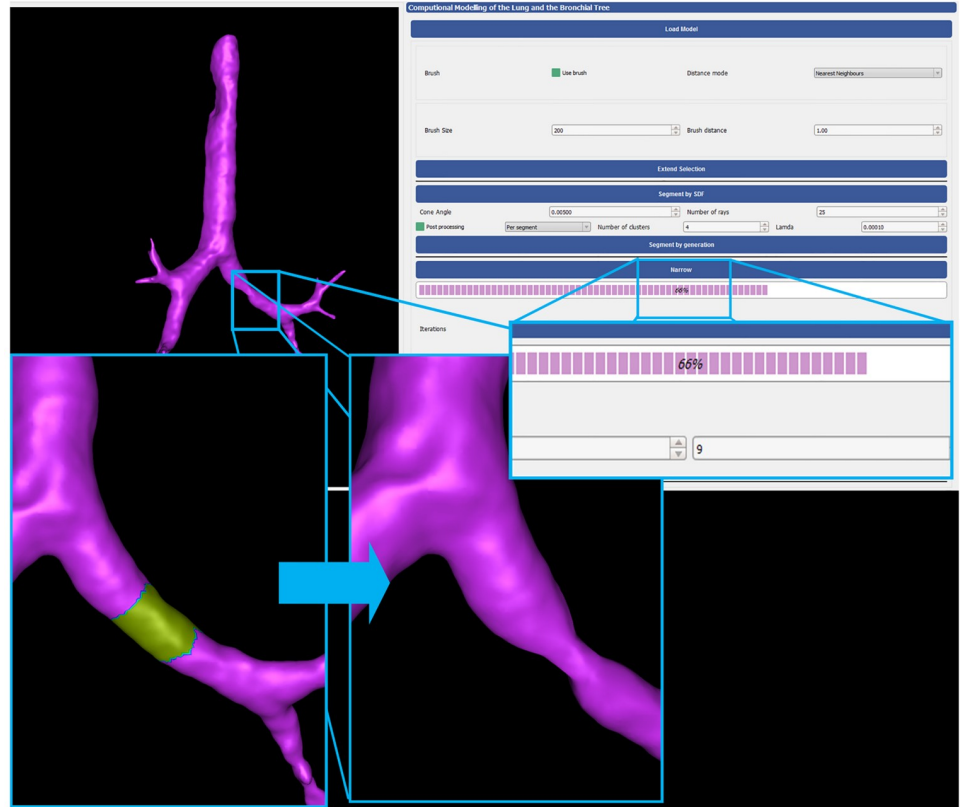 Computional Modelling of the Lung and the Bronchial Tree
Load Model
Brush Use brush Distance mode Nearest Neighbours
Brush Size 200 Brush distance 1.00
Extend Selection
Segment by SDF
Cone Angle 0.00500 Number of rays 25
Post processing Per segment Number of clusters 4 Lamda 0.00010
Segment by generation
Narrow
66%
Iterations
66%
9